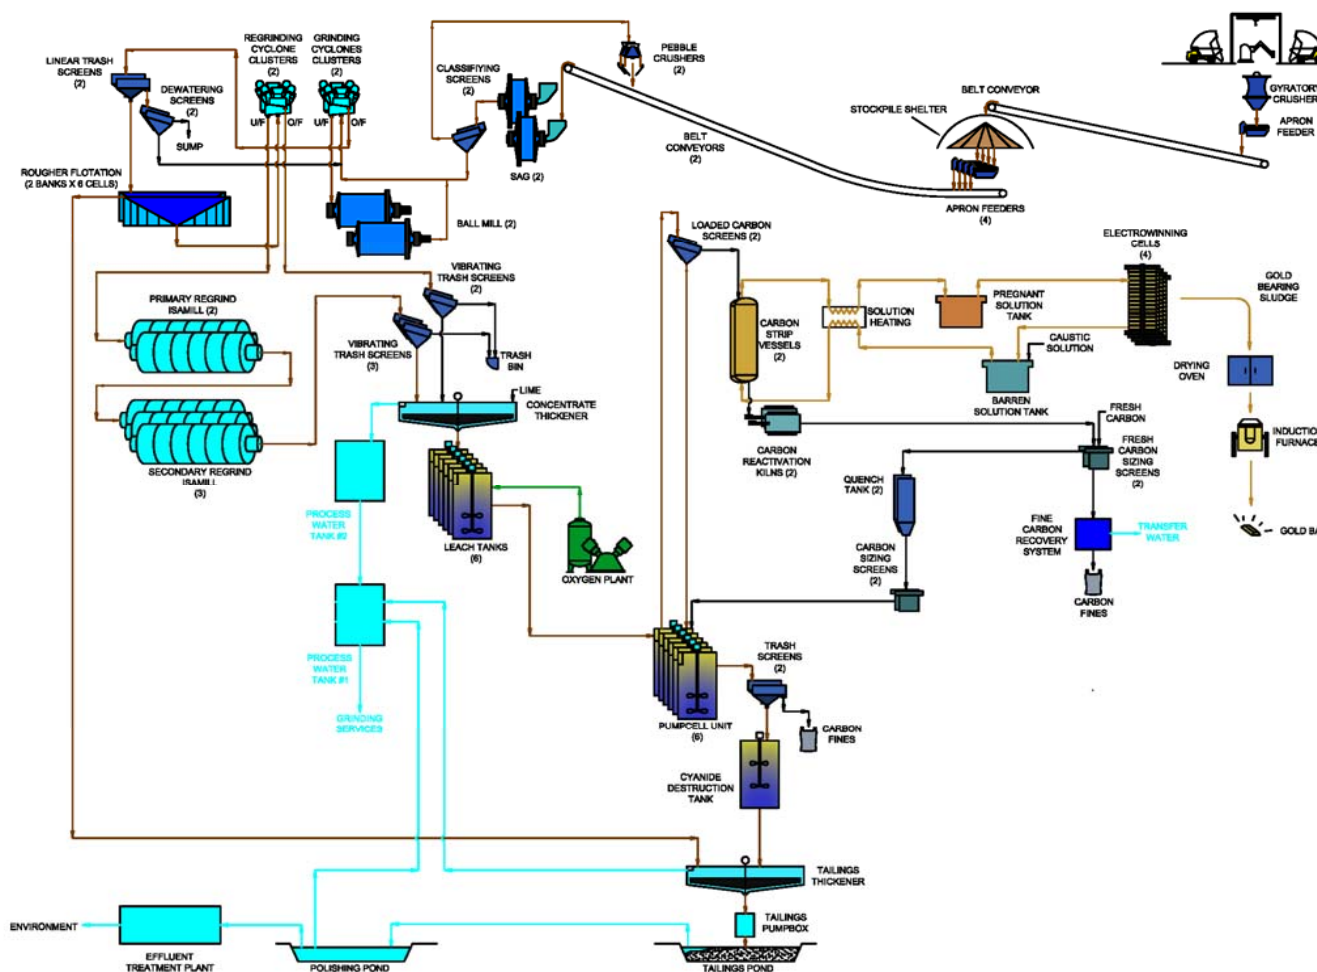 REGRINDING
CYCLONE
CLUSTERS
(2)
GRINDING
CYCLONES
CLUSTERS
(2)
LINEAR TRASH
SCREENS
(2)
DEWATERING
SCREENS
(2)
U/F
O/F
U/F
O/F
SUMP
CLASSIFIYING
SCREENS
(2)
PEBBLE
CRUSHERS
(2)
SAG (2)
BELT
CONVEYORS
(2)
BELT CONVEYOR
STOCKPILE SHELTER
GYRATORY
CRUSHER
APRON
FEEDER
APRON FEEDERS
(4)
ROUGHER FLOTATION
(2 BANKS X 6 CELLS)
BALL MILL (2)
LOADED CARBON
SCREENS (2)
ELECTROWINNING
CELLS
(4)
VIBRATING
TRASH SCREENS
(2)
PRIMARY REGRIND
ISAMILL (2)
VIBRATING
TRASH SCREENS
(3)
TRASH
BIN
CARBON
STRIP
VESSELS
(2)
SOLUTION
HEATING
PREGNANT
SOLUTION
TANK
GOLD
BEARING
SLUDGE
CAUSTIC
SOLUTION
DRYING
OVEN
BARREN
SOLUTION TANK
LIME
CONCENTRATE
THICKENER
SECONDARY REGRIND
ISAMILL
(3)
CARBON
REACTIVATION
KILNS (2)
FRESH
CARBON
FRESH
CARBON
SIZING
SCREENS
(2)
INDUCTION
FURNACE
QUENCH
TANK (2)
PROCESS
WATER
TANK #2
LEACH TANKS
(6)
OXYGEN PLANT
CARBON
SIZING
SCREENS
(2)
FINE
CARBON
RECOVERY
SYSTEM
TRANSFER
WATER
GOLD BA
CARBON
FINES
PROCESS
WATER
TANK #1
GRINDING
SERVICES
TRASH
SCREENS
(2)
PUMPCELL UNIT
(6)
CARBON
FINES
CYANIDE
DESTRUCTION
TANK
TAILINGS
THICKENER
TAILINGS
PUMPBOX
ENVIRONMENT
EFFLUENT
TREATMENT PLANT
POLISHING POND
TAILINGS POND